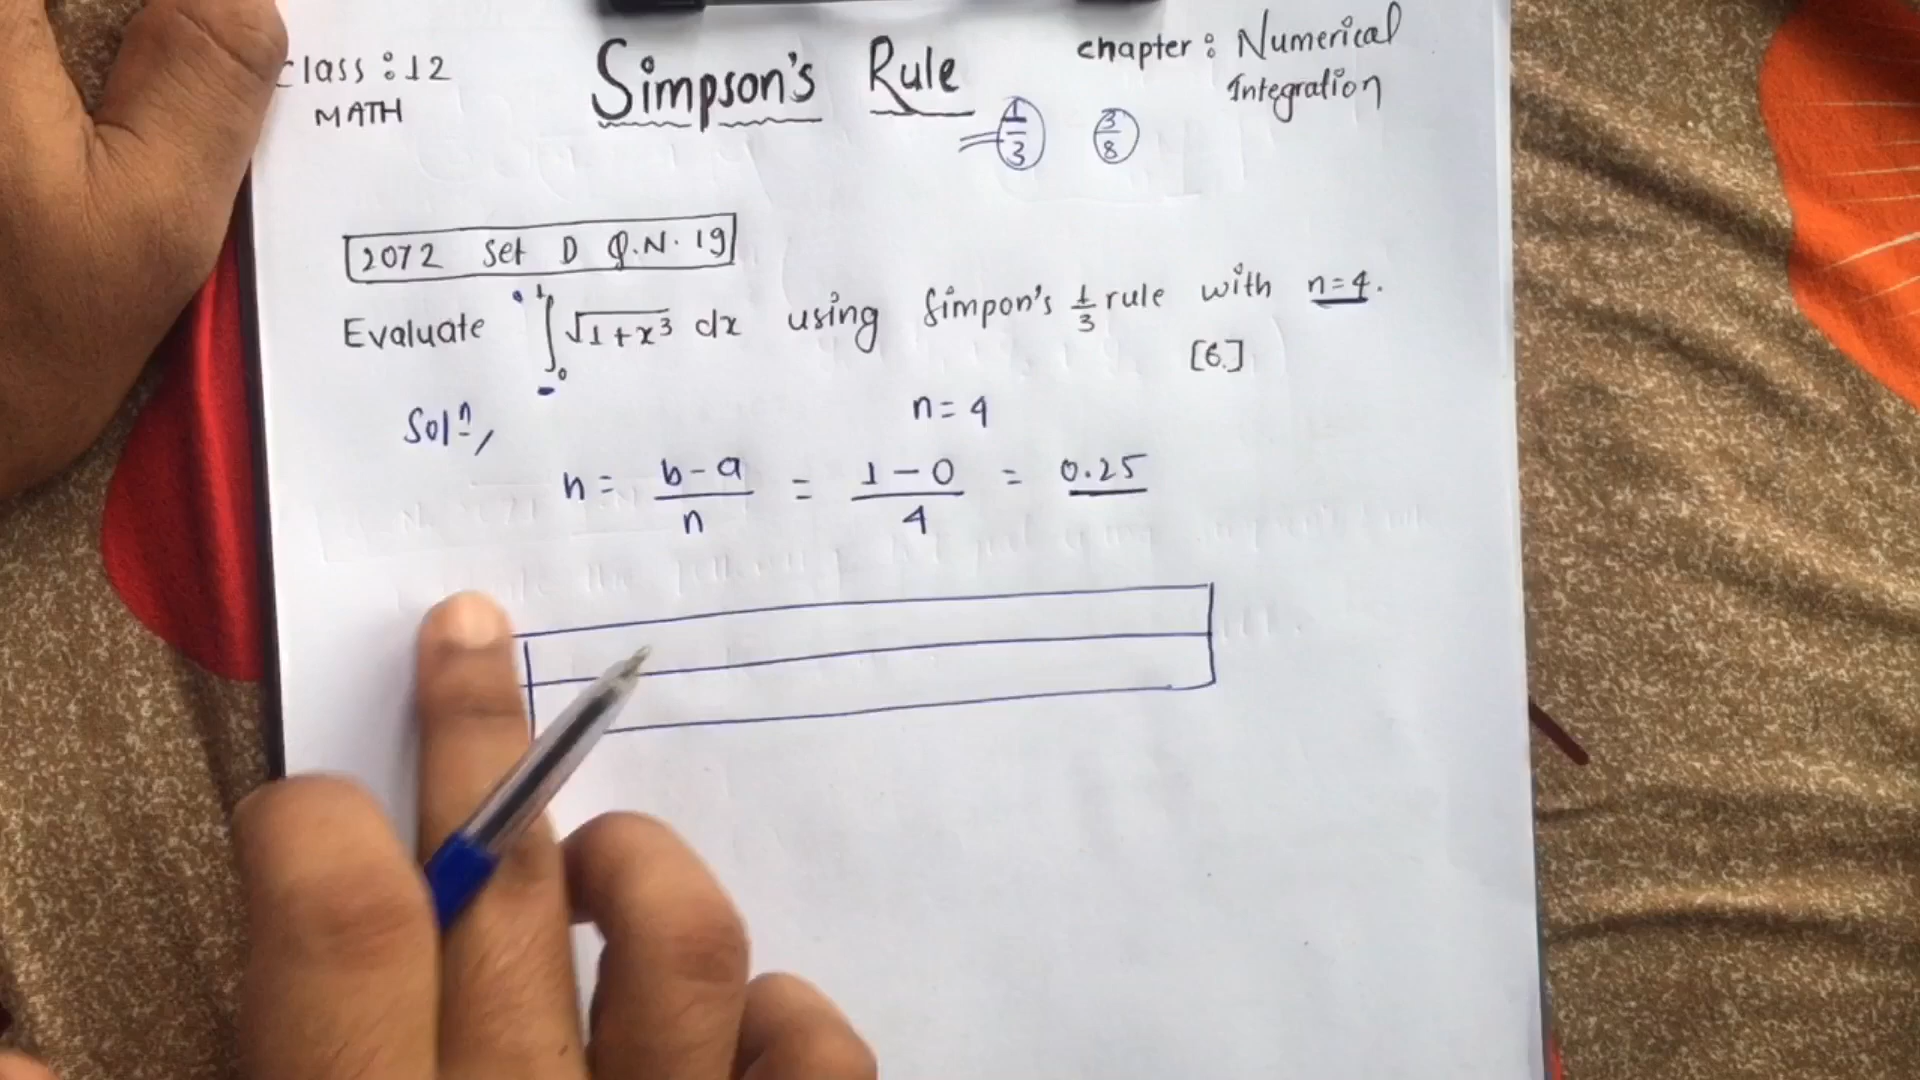 class : 12
MATH
Simpson's Rule
chapter : Numerical
Integration
1/3 3/8
2072 Set D Q.N. 19
Evaluate ∫₀¹ √1+x³ dx using Simpon's 1/3 rule with n=4.
[6]
Solⁿ,
n=4
h = b-a/n = 1-0/4 = 0.25